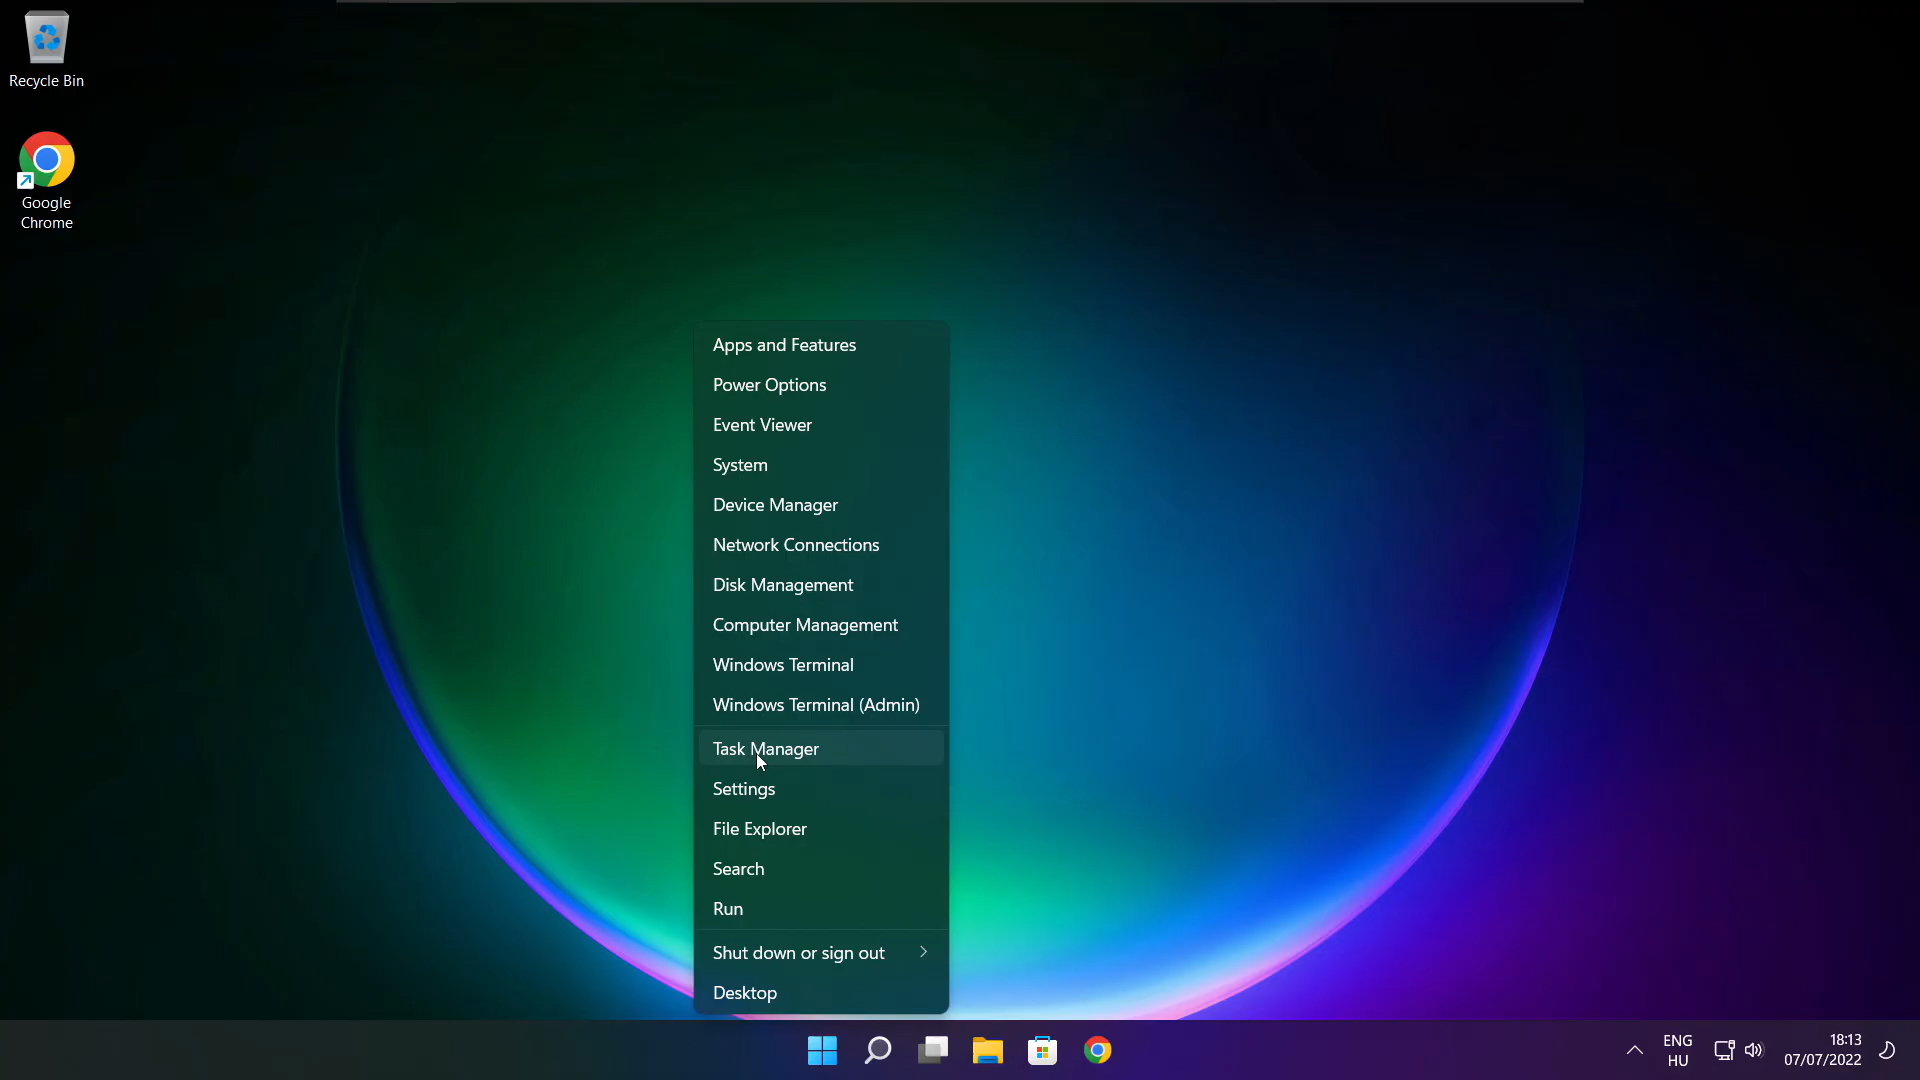 Recycle Bin
Google
Chrome
Apps and Features
Power Options
Event Viewer
System
Device Manager
Network Connections
Disk Management
Computer Management
Windows Terminal
Windows Terminal (Admin)
Task Manager
Settings
File Explorer
Search
Run
Shut down or sign out
Desktop
ENG
HU
18:13
07/07/2022